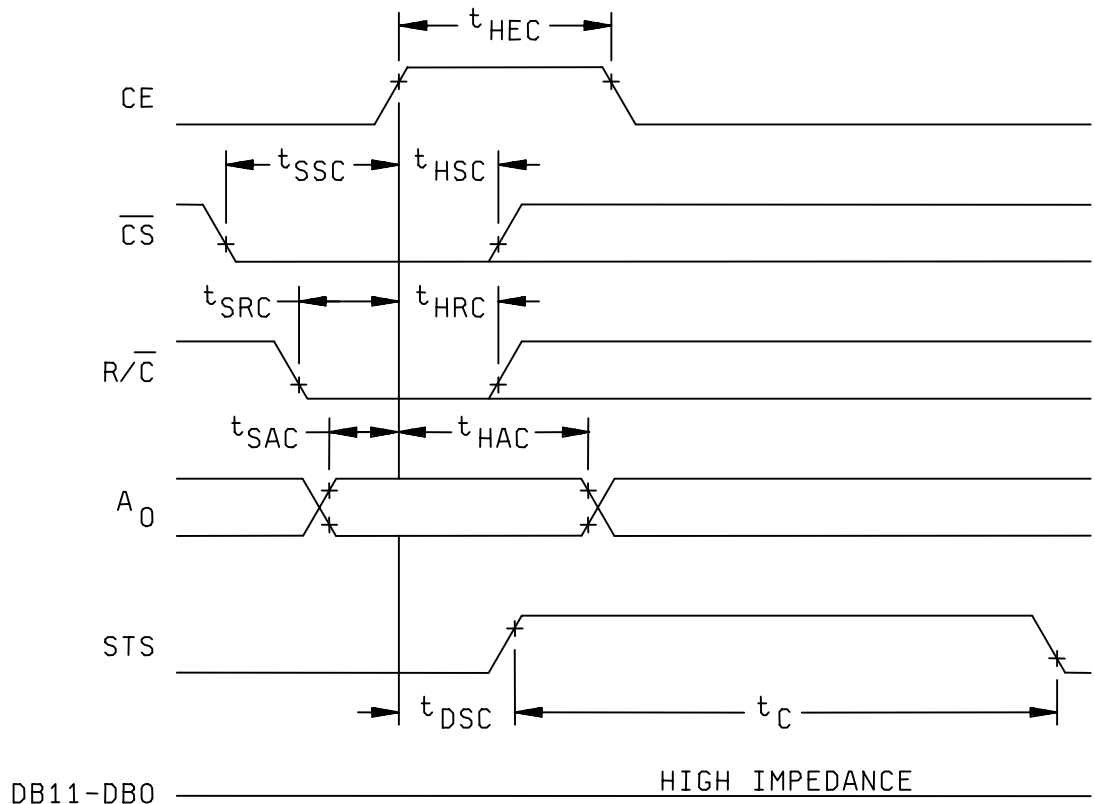 t HEC
CE
t SSC t HSC
CS
t SRC t HRC
R/C
t SAC t HAC
A 0
STS
t DSC t C
HIGH IMPEDANCE
DB11-DB0